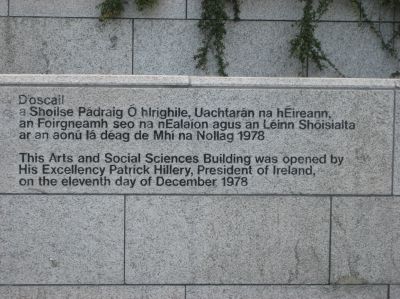 D'oscail
a Shoilse Pádraig Ó hIrighile, Uachtarán na hÉireann,
an Foirgneamh seo na nEalaíon agus an Léinn Shóisialta
ar an aonú lá déag de Mhí na Nollag 1978
This Arts and Social Sciences Building was opened by
His Excellency Patrick Hillery, President of Ireland,
on the eleventh day of December 1978